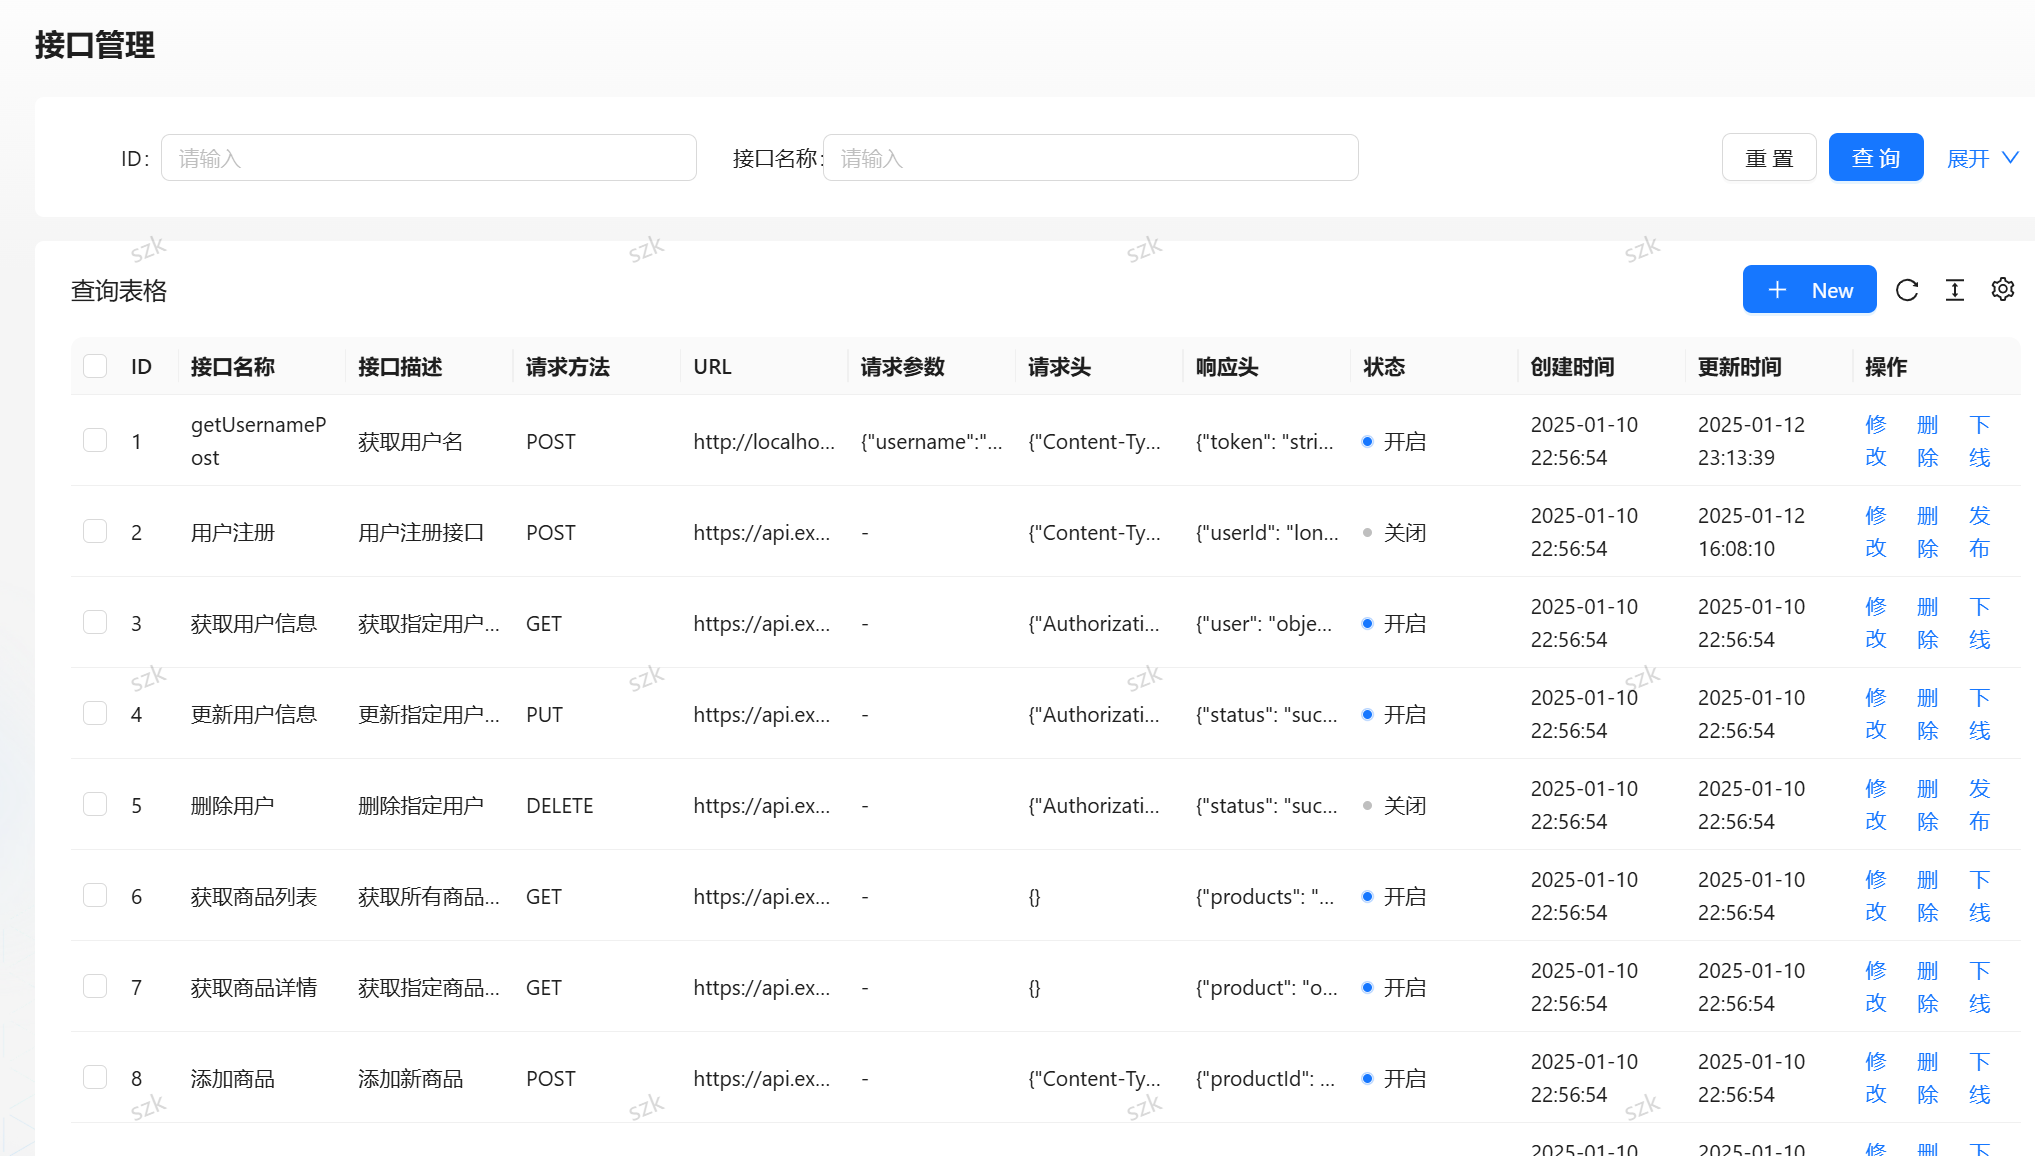 接口管理
ID: 请输入 接口名称: 请输入 重 置 查 询 展开
szk szk szk szk
查询表格 New
ID 接口名称 接口描述 请求方法 URL 请求参数 请求头 响应头 状态 创建时间 更新时间 操作
1 getUsernameP
ost 获取用户名 POST http://localho... {"username":"... {"Content-Ty... {"token": "stri... 开启 2025-01-10
22:56:54 2025-01-12
23:13:39 修
改 删
除 下
线
2 用户注册 用户注册接口 POST https://api.ex... - {"Content-Ty... {"userId": "lon... 关闭 2025-01-10
22:56:54 2025-01-12
16:08:10 修
改 删
除 发
布
3 获取用户信息 获取指定用户... GET https://api.ex... - {"Authorizati... {"user": "obje... 开启 2025-01-10
22:56:54 2025-01-10
22:56:54 修
改 删
除 下
线
szk szk szk szk
4 更新用户信息 更新指定用户... PUT https://api.ex... - {"Authorizati... {"status": "suc... 开启 2025-01-10
22:56:54 2025-01-10
22:56:54 修
改 删
除 下
线
5 删除用户 删除指定用户 DELETE https://api.ex... - {"Authorizati... {"status": "suc... 关闭 2025-01-10
22:56:54 2025-01-10
22:56:54 修
改 删
除 发
布
6 获取商品列表 获取所有商品... GET https://api.ex... - {} {"products": "... 开启 2025-01-10
22:56:54 2025-01-10
22:56:54 修
改 删
除 下
线
7 获取商品详情 获取指定商品... GET https://api.ex... - {} {"product": "o... 开启 2025-01-10
22:56:54 2025-01-10
22:56:54 修
改 删
除 下
线
8 添加商品 添加新商品 POST https://api.ex... - {"Content-Ty... {"productId": ... 开启 2025-01-10
22:56:54 2025-01-10
22:56:54 修
改 删
除 下
线
szk szk szk szk
2025-01-10 2025-01-10 修 删 下